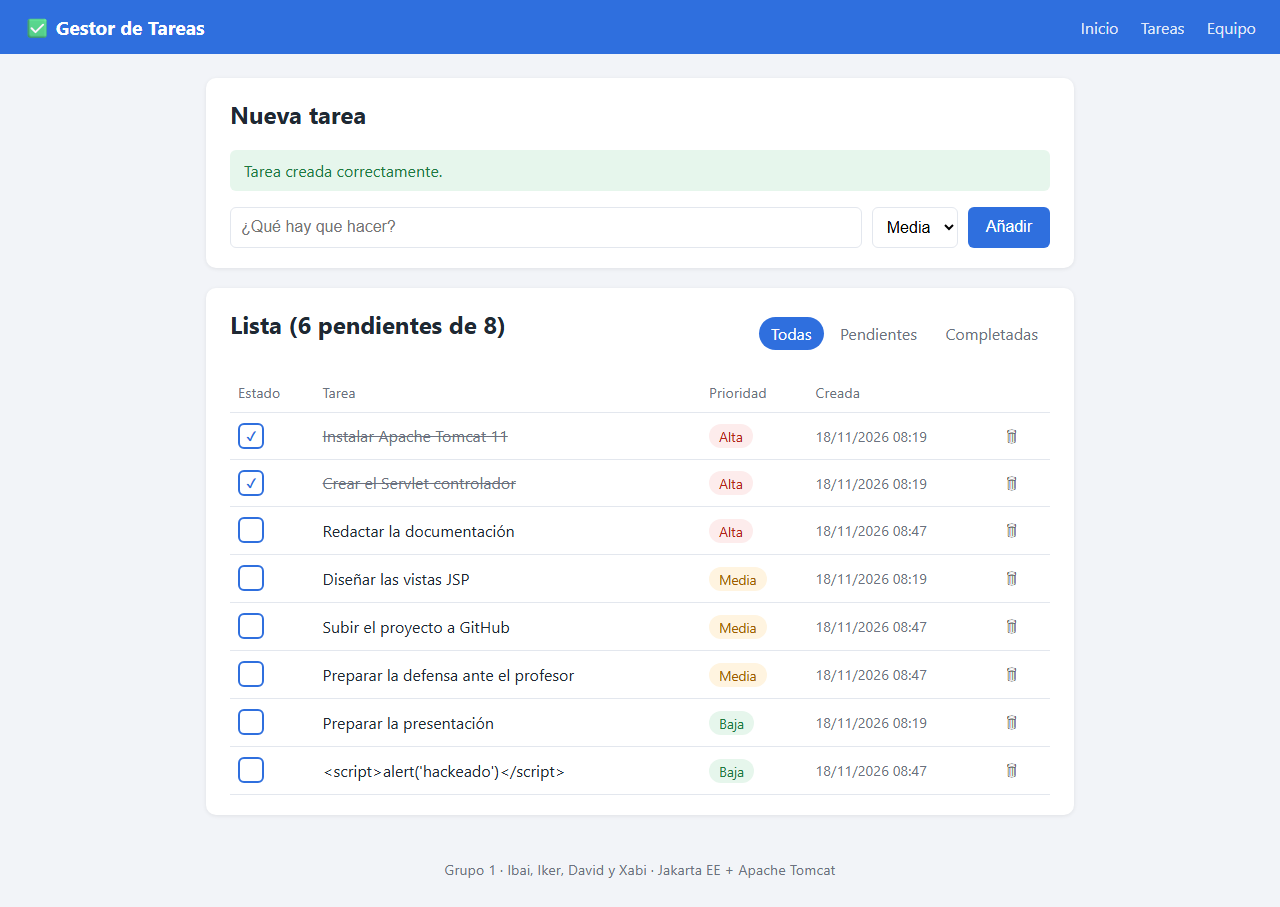 ✅ Gestor de Tareas Inicio Tareas Equipo
Nueva tarea
Tarea creada correctamente.
¿Qué hay que hacer? Media Añadir
Lista (6 pendientes de 8) Todas Pendientes Completadas
Estado Tarea Prioridad Creada
✓ Instalar Apache Tomcat 11 Alta 18/11/2026 08:19
✓ Crear el Servlet controlador Alta 18/11/2026 08:19
Redactar la documentación Alta 18/11/2026 08:47
Diseñar las vistas JSP Media 18/11/2026 08:19
Subir el proyecto a GitHub Media 18/11/2026 08:47
Preparar la defensa ante el profesor Media 18/11/2026 08:47
Preparar la presentación Baja 18/11/2026 08:19
<script>alert('hackeado')</script> Baja 18/11/2026 08:47
Grupo 1 · Ibai, Iker, David y Xabi · Jakarta EE + Apache Tomcat